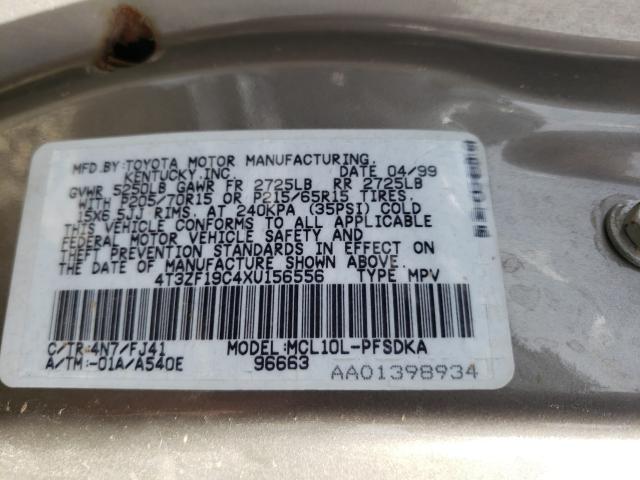 MFD.BY:TOYOTA MOTOR MANUFACTURING,
KENTUCKY,INC. DATE 04/99
GVWR 5250LB GAWR FR 2725LB RR 2725LB
WITH P205/70R15 OR P215/65R15 TIRES,
15X6.5JJ RIMS, AT 240KPA (35PSI) COLD
THIS VEHICLE CONFORMS TO ALL APPLICABLE
FEDERAL MOTOR VEHICLE SAFETY AND
THEFT PREVENTION STANDARDS IN EFFECT ON
THE DATE OF MANUFACTURE SHOWN ABOVE.
4T3ZF19C4XU156556 TYPE MPV
C/TR:4N7/FJ41 MODEL:MCL10L-PFSDKA
A/TM:-01A/A540E 96663
AA01398934